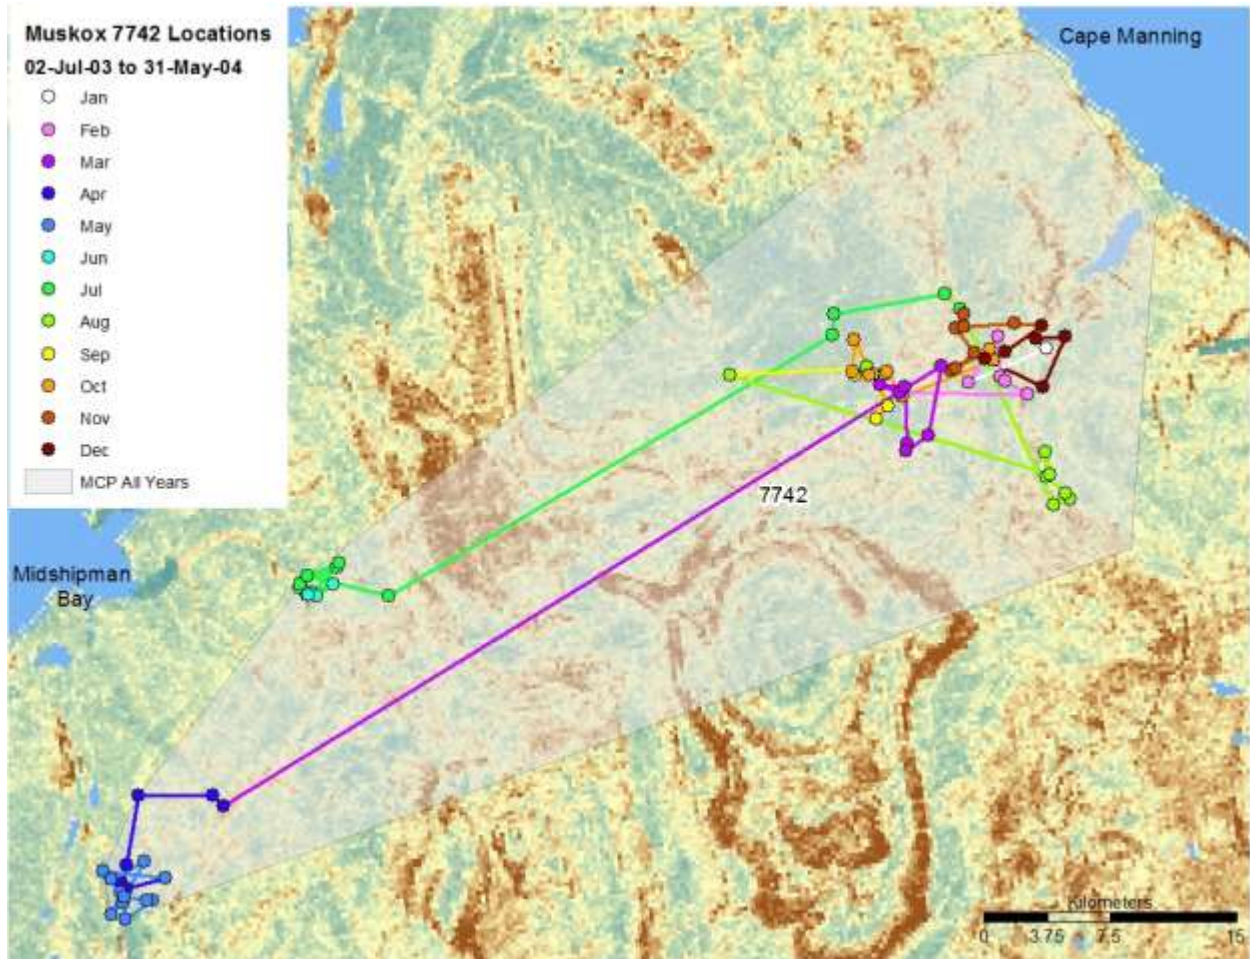 Muskox 7742 Locations
02-Jul-03 to 31-May-04
Jan
Feb
Mar
Apr
May
Jun
Jul
Aug
Sep
Oct
Nov
Dec
MCP All Years
Cape Manning
7742
Midshipman
Bay
Kilometers
0 3.75 7.5 15